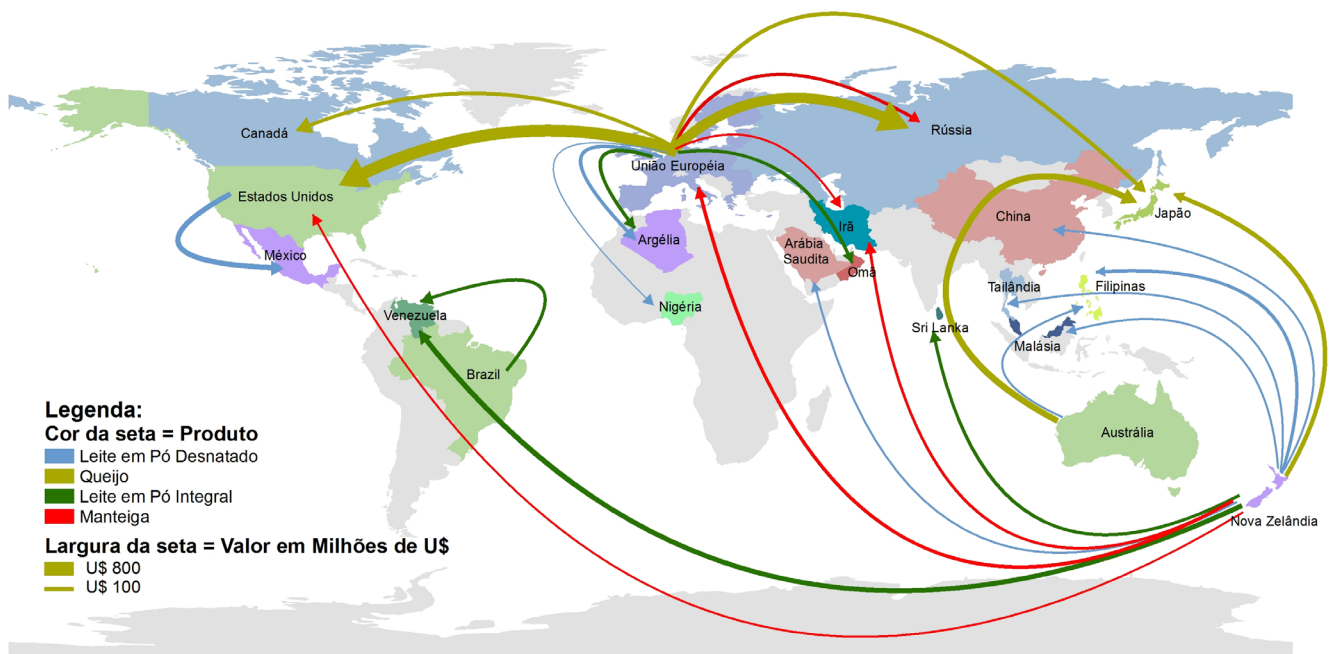 Canadá
Rússia
União Européia
Estados Unidos
China
Japão
Irã
México
Argélia
Arábia
Saudita
Omã
Tailândia
Filipinas
Nigéria
Venezuela
Sri Lanka
Malásia
Brazil
Legenda:
Cor da seta = Produto
Leite em Pó Desnatado
Queijo
Leite em Pó Integral
Manteiga
Largura da seta = Valor em Milhões de U$
U$ 800
U$ 100
Austrália
Nova Zelândia